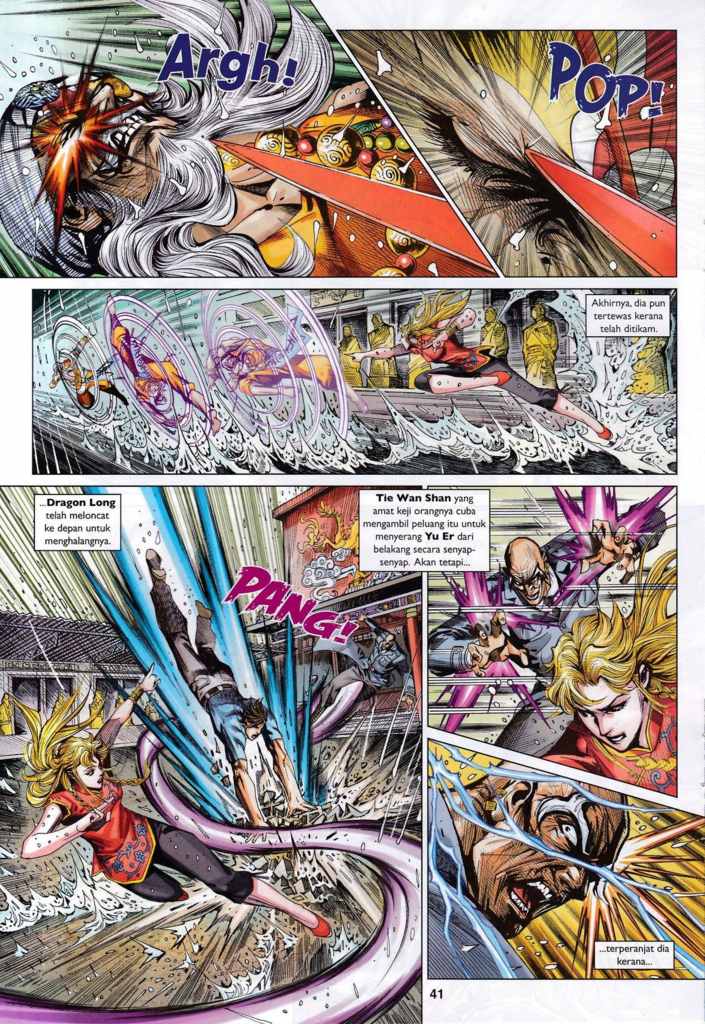 Argh!
POP!
Akhirnya, dia pun
tertewas kerana
telah ditikam.
Tie Wan Shan yang
amat keji orangnya cuba
mengambil peluang itu untuk
menyerang Yu Er dari
belakang secara senyap-
senyap. Akan tetapi...
...Dragon Long
telah meloncat
ke depan untuk
menghalangnya.
PANG!
...terperanjat dia
kerana...
41